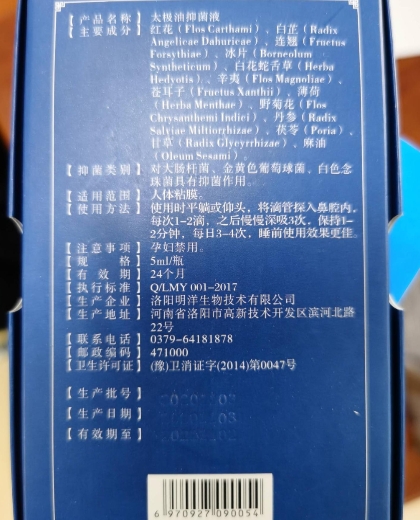 【产品名称】太极油抑菌液
【主要成分】红花(Flos Carthami)、白芷(Radix
Angelicae Dahuricae)、连翘(Fructus
Forsythiae)、冰片(Borneolum
Syntheticum)、白花蛇舌草(Herba
Hedyotis)、辛夷(Flos Magnoliae)、
苍耳子(Fructus Xanthii)、薄荷
(Herba Menthae)、野菊花(Flos
Chrysanthemi Indici)、丹参(Radix
Salviae Miltiorrhizae)、茯苓(Poria)、
甘草(Radix Glycyrrhizae)、麻油
(Oleum Sesami)。
【抑菌类别】对大肠杆菌、金黄色葡萄球菌、白色念
珠菌具有抑菌作用。
【适用范围】人体粘膜。
【使用方法】使用时平躺或仰头，将滴管探入鼻腔内，
每次1-2滴，之后慢慢深吸3次，保持1-
2分钟，每日3-4次，睡前使用效果更佳。
【注意事项】孕妇禁用。
【规格】5ml/瓶
【有效期】24个月
【执行标准】Q/LMY 001-2017
【生产企业】洛阳明洋生物技术有限公司
【生产地址】河南省洛阳市高新技术开发区滨河北路
22号
【联系电话】0379-64181878
【邮政编码】471000
【卫生许可证】(豫)卫消证字(2014)第0047号
【生产批号】
【生产日期】
【有效期至】
6 970927 090054